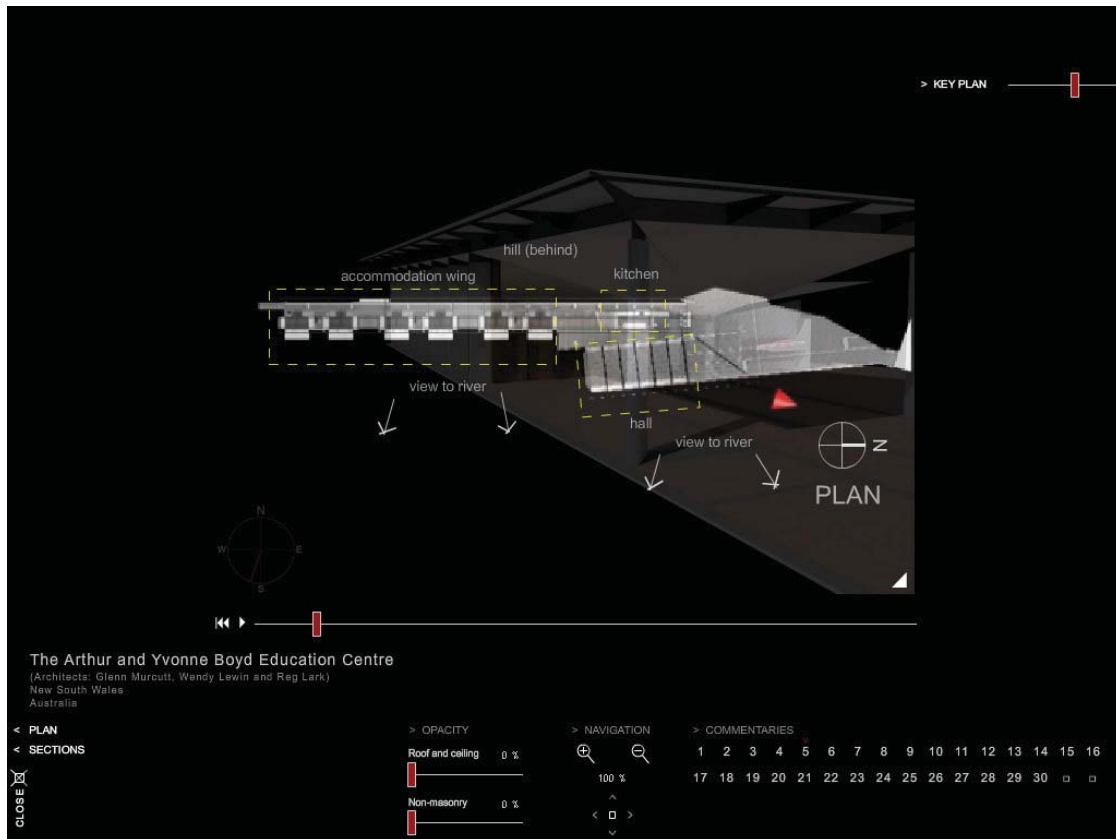 > KEY PLAN
hill (behind)
accommodation wing
kitchen
view to river
hall
view to river
N
PLAN
N
W
E
S
The Arthur and Yvonne Boyd Education Centre
(Architects: Glenn Murcutt, Wendy Lewin and Reg Lark)
New South Wales
Australia
< PLAN
< SECTIONS
CLOSE
> OPACITY
Roof and ceiling 0 %
Non-masonry 0 %
> NAVIGATION
100 %
> COMMENTARIES
1 2 3 4 5 6 7 8 9 10 11 12 13 14 15 16
17 18 19 20 21 22 23 24 25 26 27 28 29 30